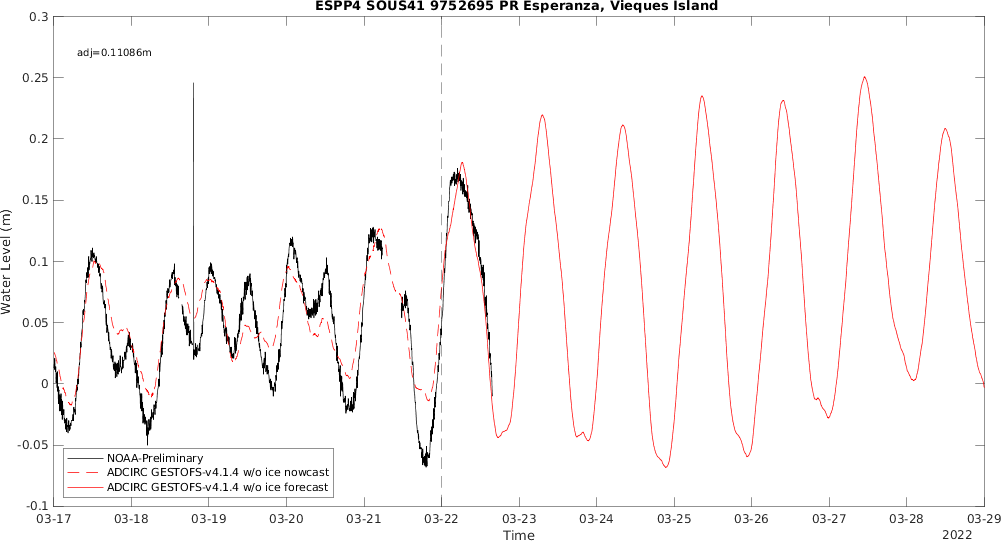 ESPP4 SOUS41 9752695 PR Esperanza, Vieques Island
adj=0.11086m
0.3
0.25
0.2
0.15
0.1
0.05
0
-0.05
-0.1
Water Level (m)
NOAA-Preliminary
ADCIRC GESTOFS-v4.1.4 w/o ice nowcast
ADCIRC GESTOFS-v4.1.4 w/o ice forecast
03-17 03-18 03-19 03-20 03-21 03-22 03-23 03-24 03-25 03-26 03-27 03-28 03-29
Time
2022